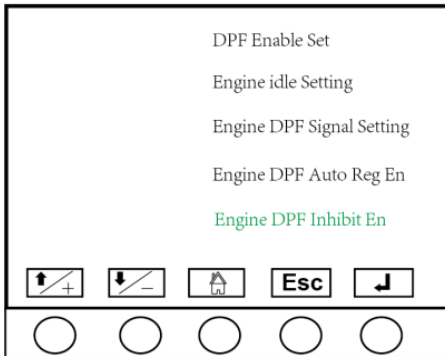 DPF Enable Set
Engine idle Setting
Engine DPF Signal Setting
Engine DPF Auto Reg En
Engine DPF Inhibit En
+ - Esc